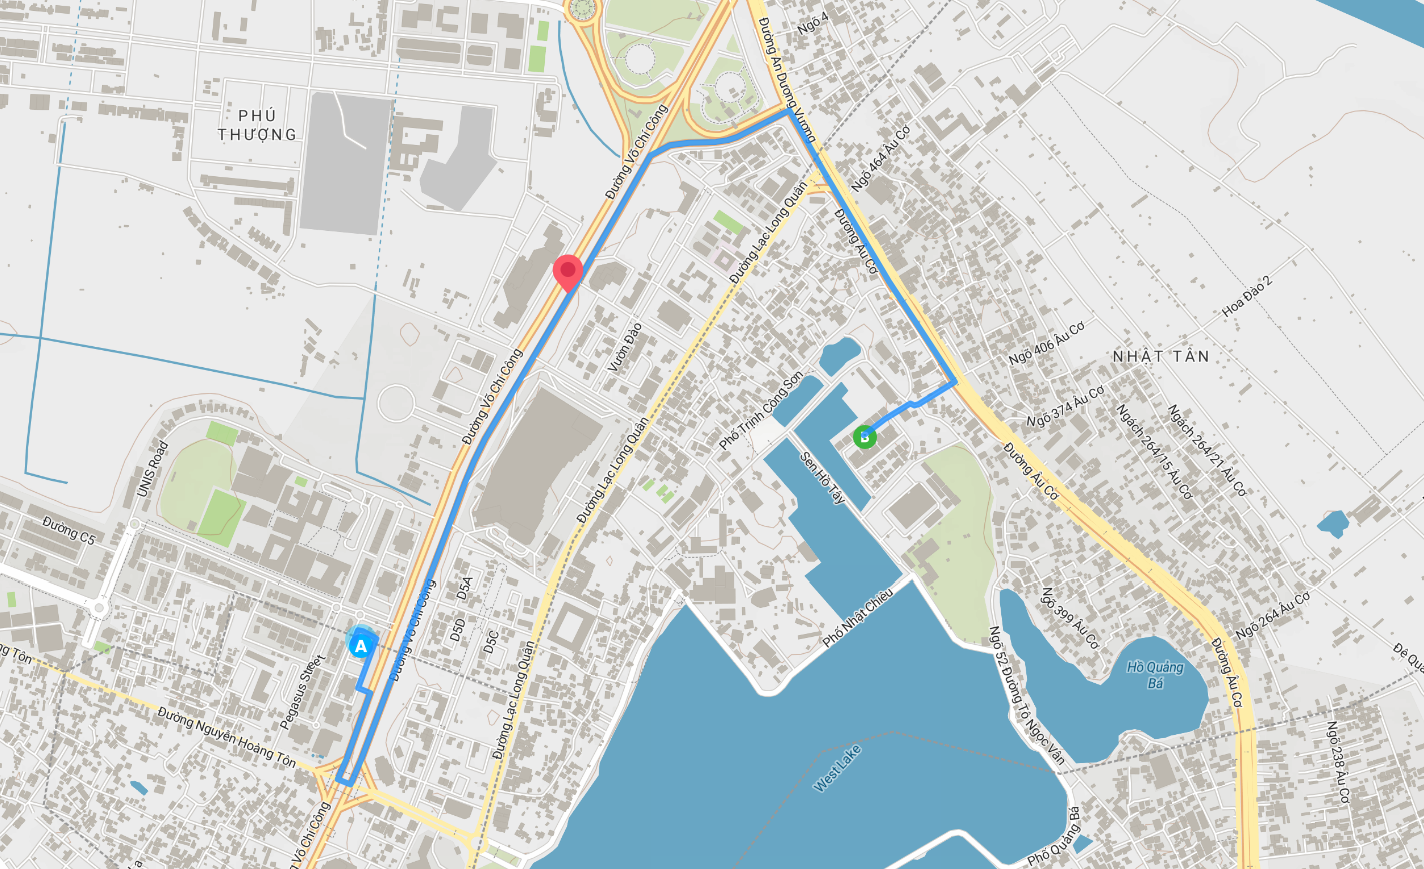 Ngõ 4
Đường An Dương Vương
PHÚ
THƯỢNG
Đường Võ Chí Công
Ngõ 464 Âu Cơ
Đường Lạc Long Quân
Đường Âu Cơ
Hoa Đào 2
Vườn Đào
Ngõ 406 Âu Cơ
NHẬT TÂN
Đường Võ Chí Công
Phố Trịnh Công Sơn
Ngõ 374 Âu Cơ
Ngách 264/21 Âu Cơ
Ngách 264/15 Âu Cơ
B
UNIS Road
Đường Lạc Long Quân
Sen Hồ Tây
Đường Âu Cơ
Đường C5
D5A
Đường Võ Chí Công
D5D
D5C
Phố Nhật Chiêu
Ngõ 399 Âu Cơ
Ngõ 264 Âu Cơ
A
Pegasus Street
Đường Lạc Long Quân
Ngõ 52 Đường Tô Ngọc Vân
Hồ Quảng
Bá
Đường Âu Cơ
Đường Nguyễn Hoàng Tôn
West Lake
Ngõ 238 Âu Cơ
Võ Chí Công
Phố Quảng Bá